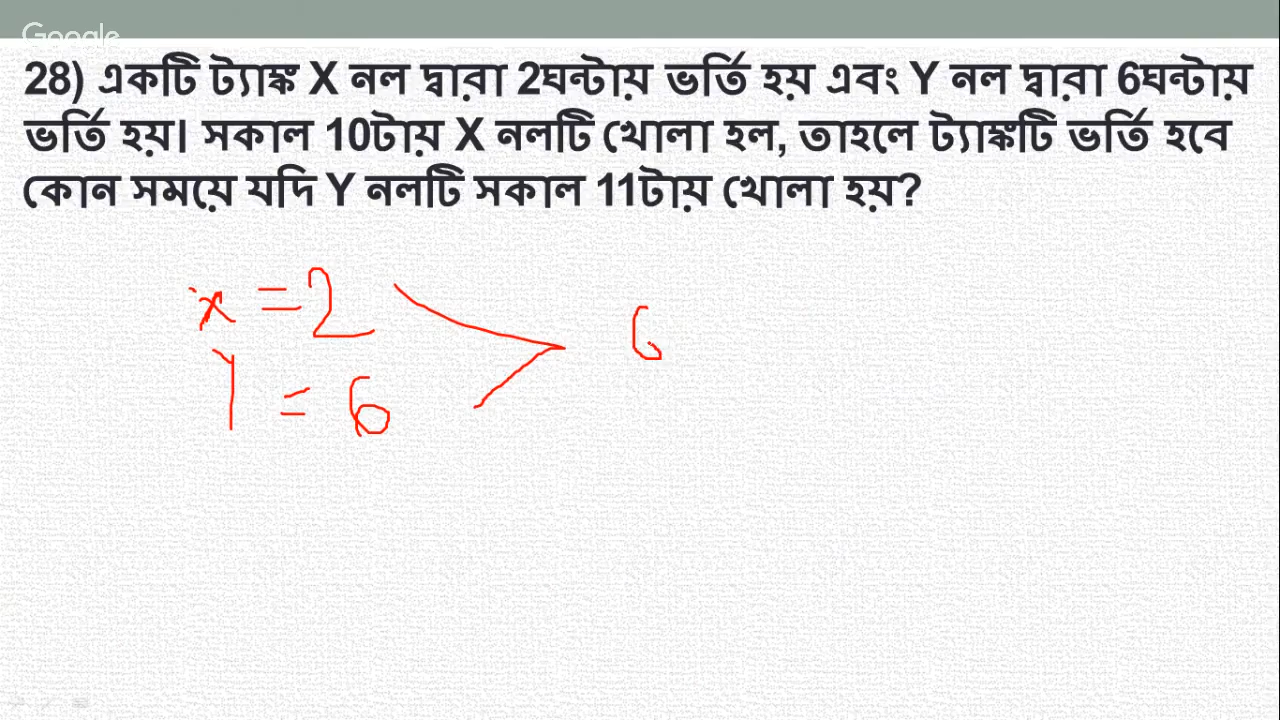 Google
28) একটি ট্যাঙ্ক X নল দ্বারা 2ঘন্টায় ভর্তি হয় এবং Y নল দ্বারা 6ঘন্টায়
ভর্তি হয়। সকাল 10টায় X নলটি খোলা হল, তাহলে ট্যাঙ্কটি ভর্তি হবে
কোন সময়ে যদি Y নলটি সকাল 11টায় খোলা হয়?
x = 2
6
Y = 6